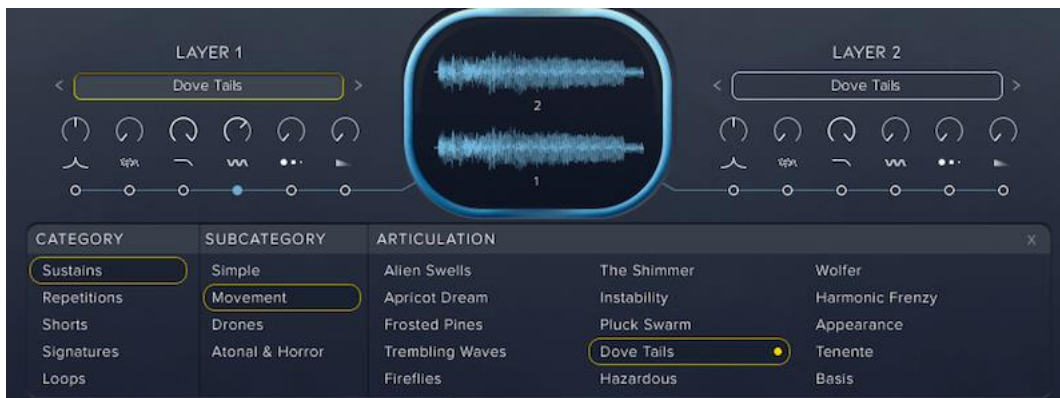 LAYER 1
< Dove Tails >
LAYER 2
< Dove Tails >
2
1
CATEGORY SUBCATEGORY ARTICULATION X
Sustains Simple Alien Swells The Shimmer Wolfer
Repetitions Movement Apricot Dream Instability Harmonic Frenzy
Shorts Drones Frosted Pines Pluck Swarm Appearance
Signatures Atonal & Horror Trembling Waves Dove Tails Tenente
Loops Fireflies Hazardous Basis